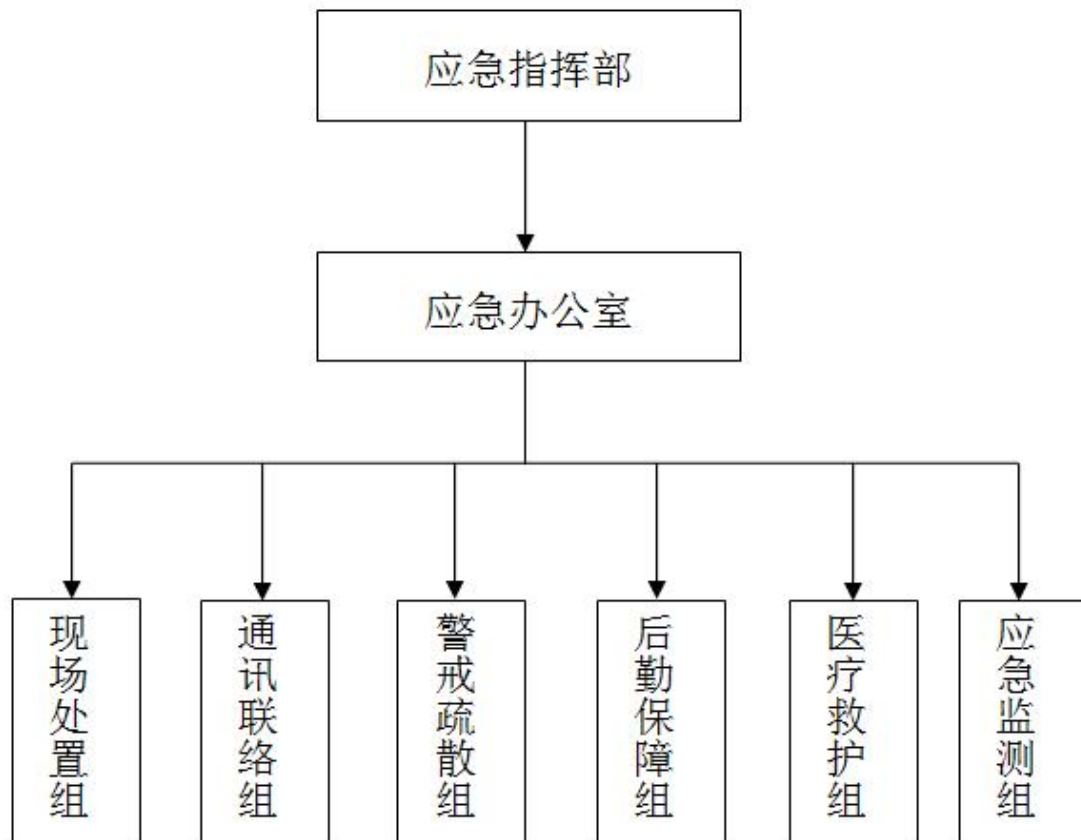 应急指挥部
应急办公室
现场处置组
通讯联络组
警戒疏散组
后勤保障组
医疗救护组
应急监测组